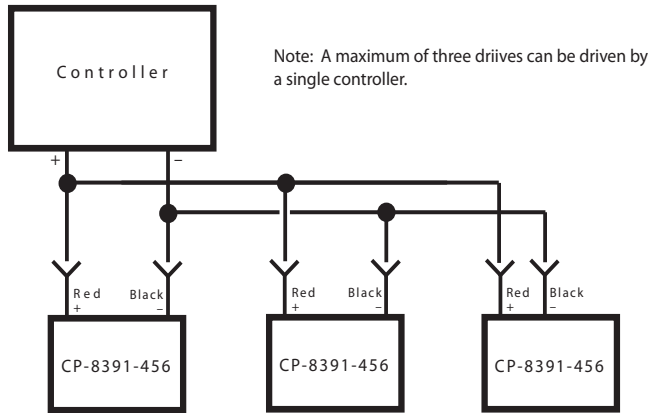 Controller
Note: A maximum of three driives can be driven by
a single controller.
+ –
Red Black Red Black Red Black
+ – + – + –
CP-8391-456 CP-8391-456 CP-8391-456